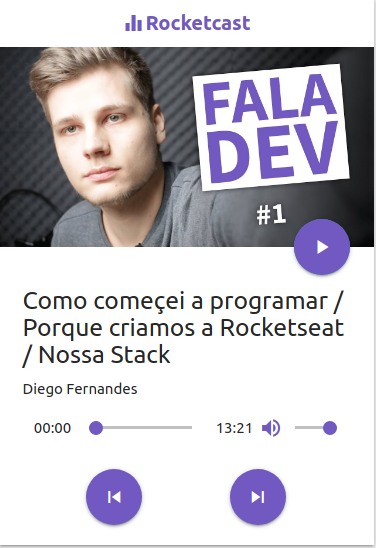 Rocketcast
FALA
DEV
#1
Como começei a programar /
Porque criamos a Rocketseat
/ Nossa Stack
Diego Fernandes
00:00
13:21